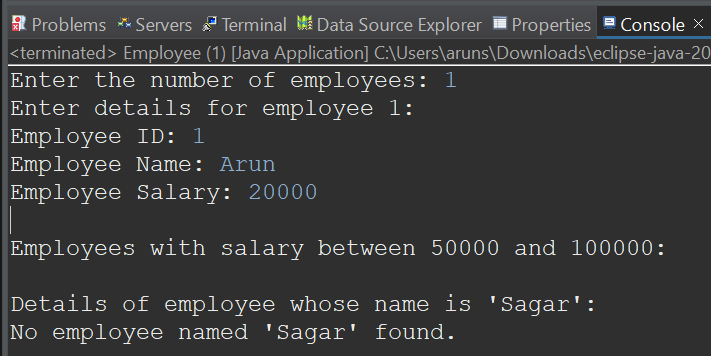 Problems Servers Terminal Data Source Explorer Properties Console
<terminated> Employee (1) [Java Application] C:\Users\aruns\Downloads\eclipse-java-20
Enter the number of employees: 1
Enter details for employee 1:
Employee ID: 1
Employee Name: Arun
Employee Salary: 20000
Employees with salary between 50000 and 100000:
Details of employee whose name is 'Sagar':
No employee named 'Sagar' found.